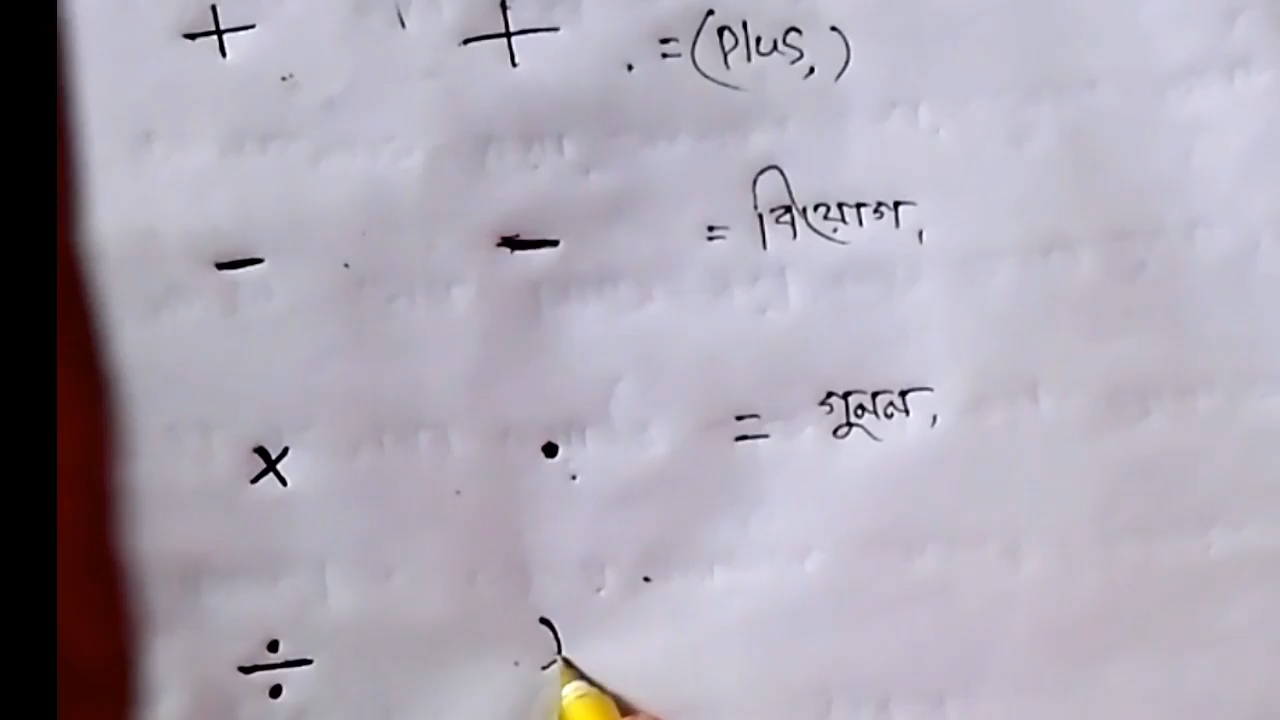 + + . = (plus,)
- - = বিয়োগ,
× • = গুনন,
÷ )